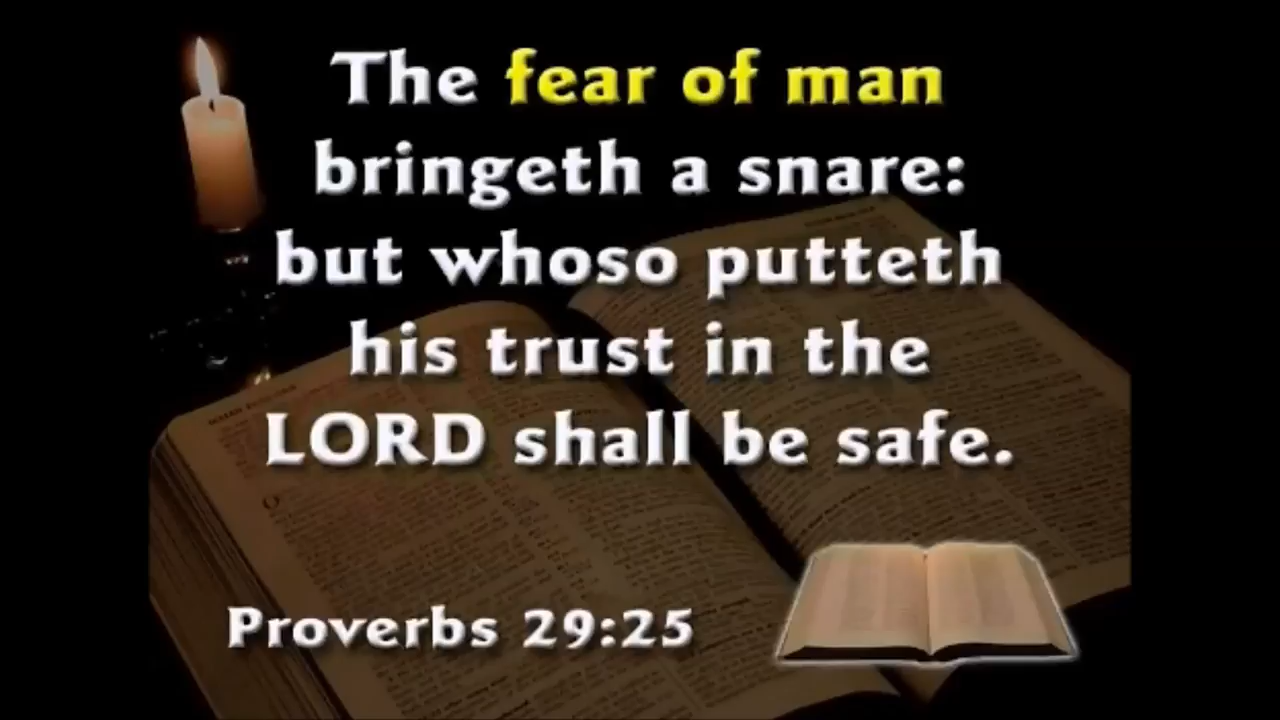 The fear of man
bringeth a snare:
but whoso putteth
his trust in the
LORD shall be safe.
Proverbs 29:25